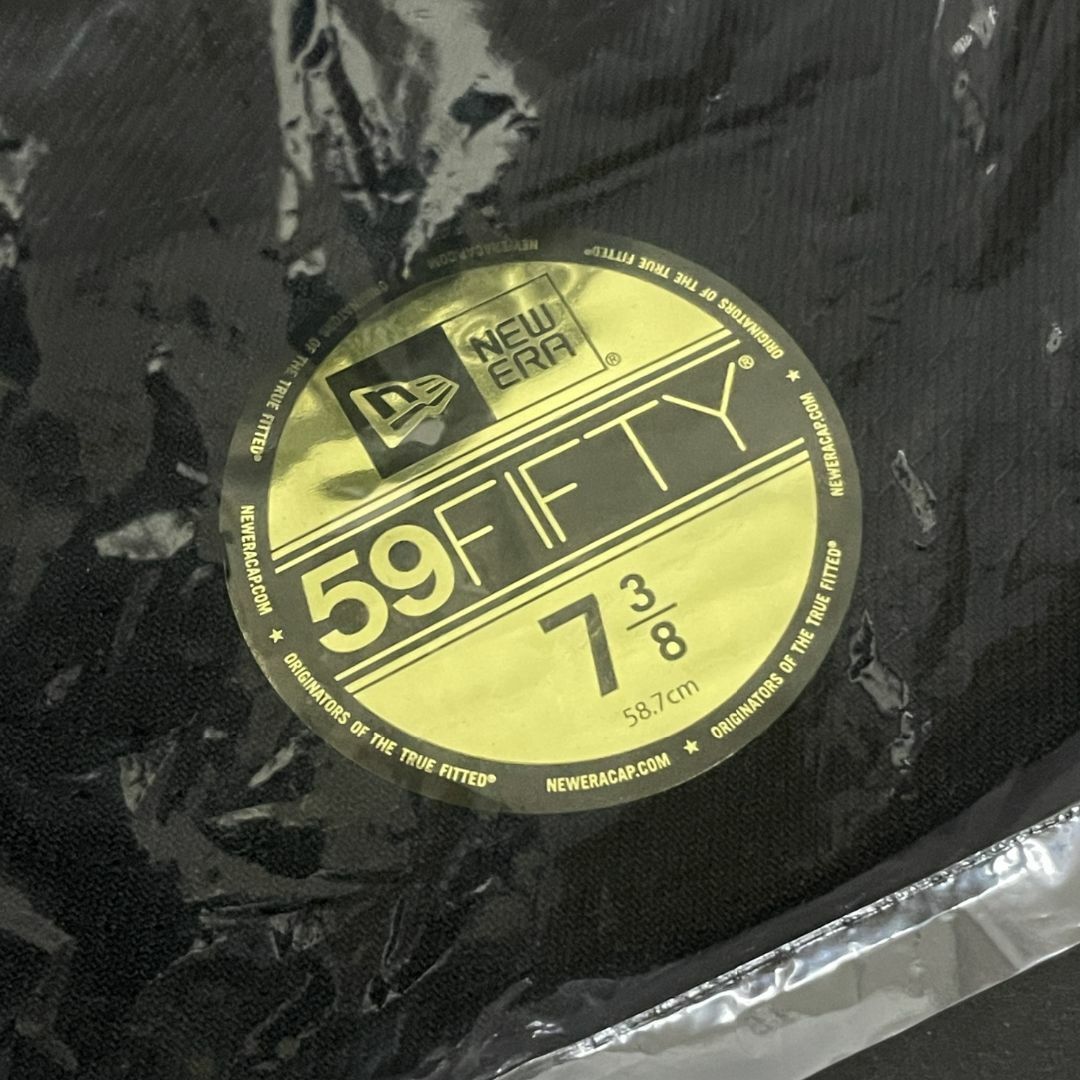 NEW
ERA®
59FIFTY®
7 3/8
58.7cm
NEWERACAP.COM
ORIGINATORS OF THE TRUE FITTED®
★ NEWERACAP.COM
ORIGINATORS OF THE TRUE FITTED®
★
NEWERACAP.COM
★ ORIGINATORS OF THE TRUE FITTED®
NEWERACAP.COM ★
OF THE TRUE FITTED®